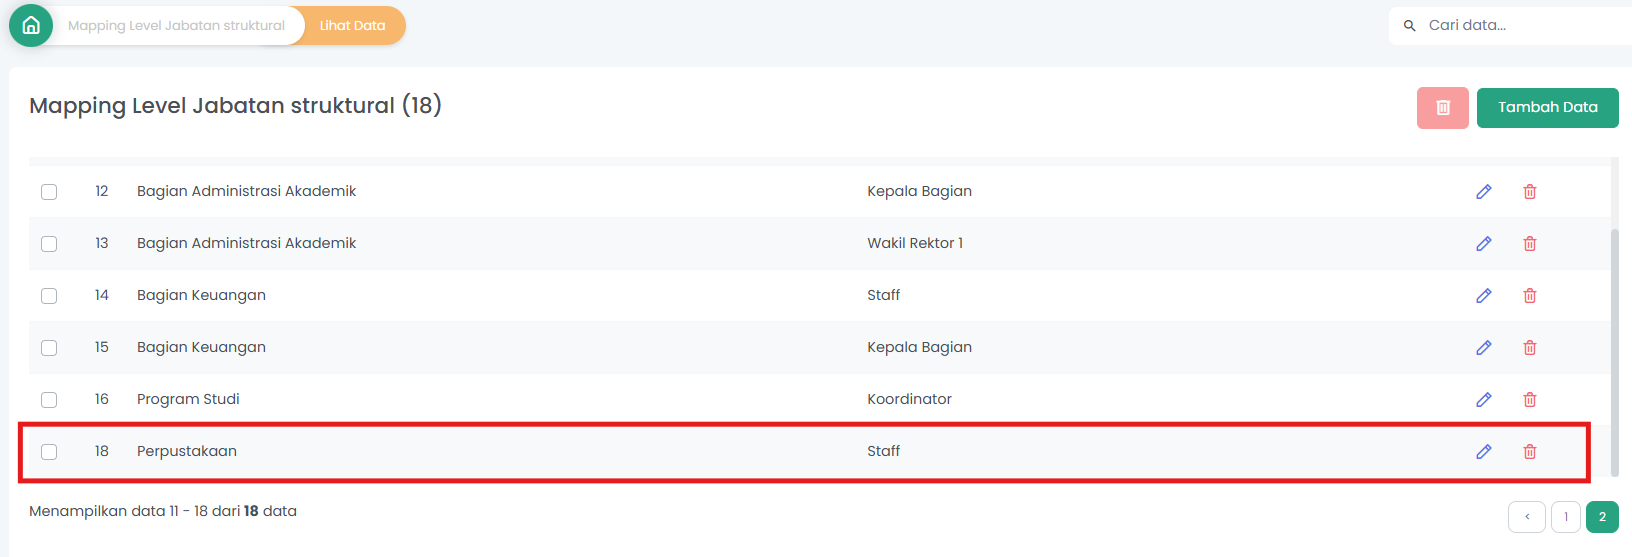 Mapping Level Jabatan struktural Lihat Data Cari data...
Mapping Level Jabatan struktural (18) Tambah Data
12 Bagian Administrasi Akademik Kepala Bagian
13 Bagian Administrasi Akademik Wakil Rektor 1
14 Bagian Keuangan Staff
15 Bagian Keuangan Kepala Bagian
16 Program Studi Koordinator
18 Perpustakaan Staff
Menampilkan data 11 - 18 dari 18 data < 1 2